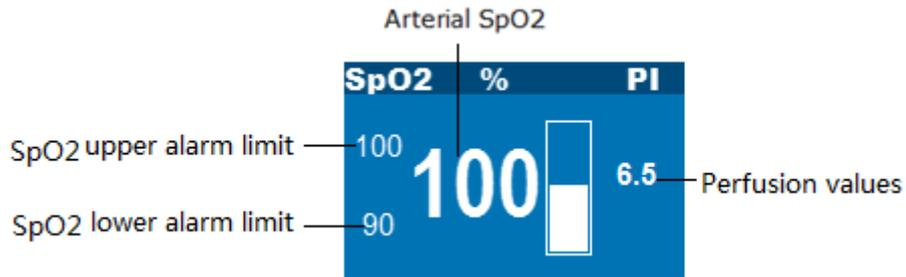 Arterial SpO2
SpO2 % PI
SpO2 upper alarm limit 100
100 6.5 Perfusion values
SpO2 lower alarm limit 90